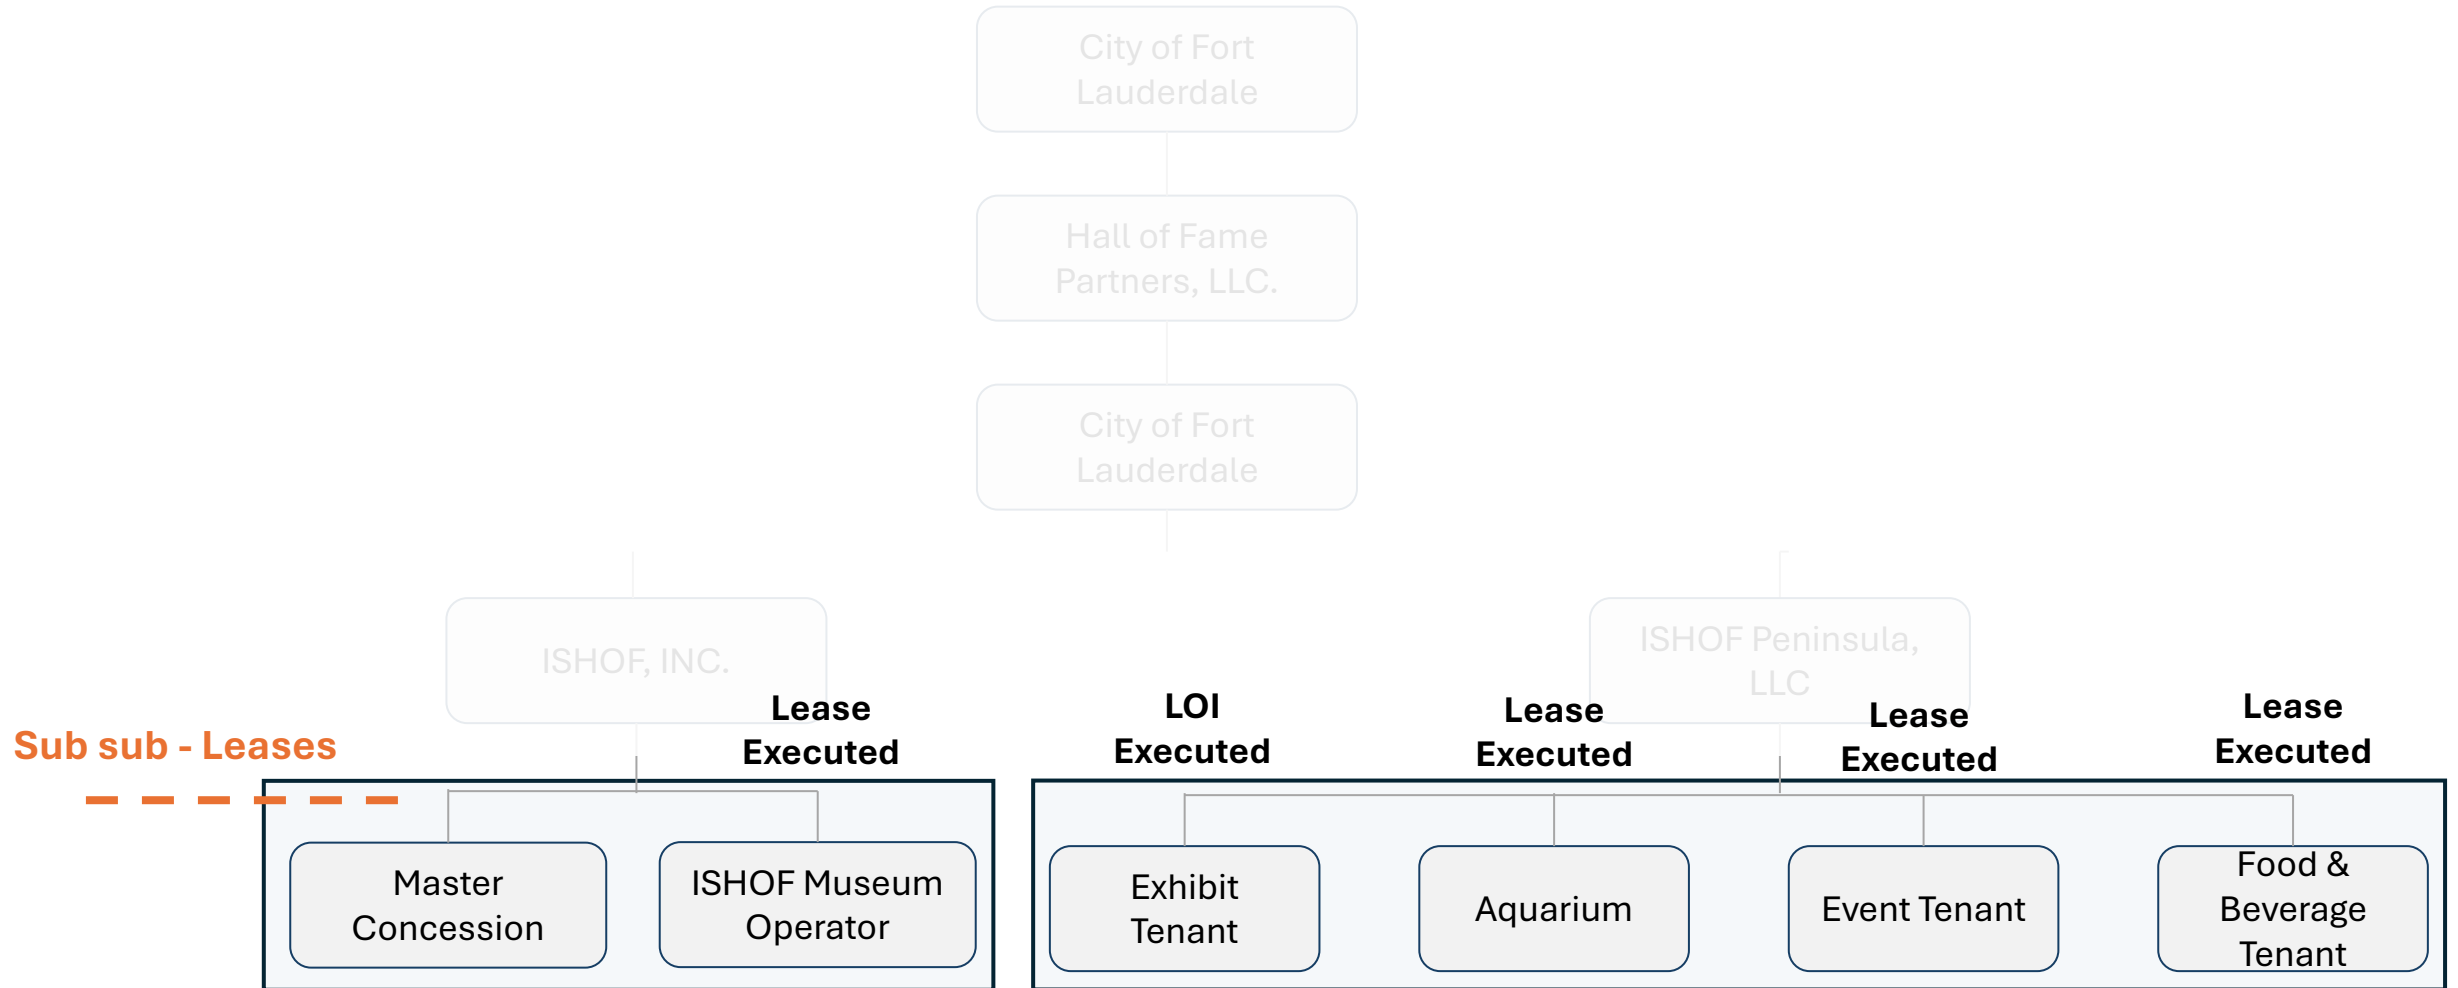 City of Fort
Lauderdale
Hall of Fame
Partners, LLC.
City of Fort
Lauderdale
ISHOF, INC.
ISHOF Peninsula,
LLC
Sub sub - Leases
Lease
Executed
LOI
Executed
Lease
Executed
Lease
Executed
Lease
Executed
Master
Concession
ISHOF Museum
Operator
Exhibit
Tenant
Aquarium
Event Tenant
Food &
Beverage
Tenant